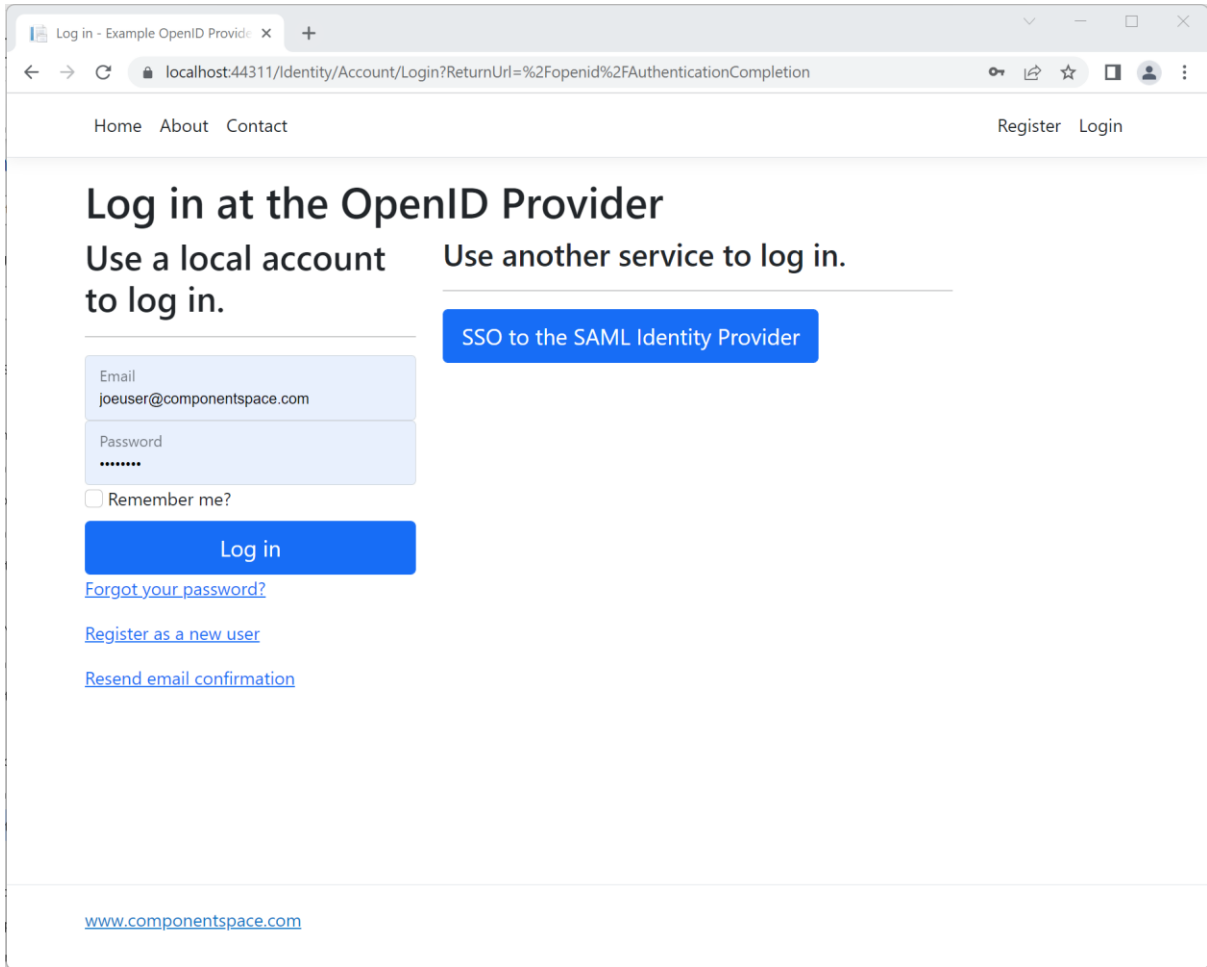 Log in - Example OpenID Provide
localhost:44311/Identity/Account/Login?ReturnUrl=%2Fopenid%2FAuthenticationCompletion
Home About Contact Register Login
Log in at the OpenID Provider
Use a local account
to log in.
Email
joeuser@componentspace.com
Password
••••••••
Remember me?
Log in
Forgot your password?
Register as a new user
Resend email confirmation
Use another service to log in.
SSO to the SAML Identity Provider
www.componentspace.com